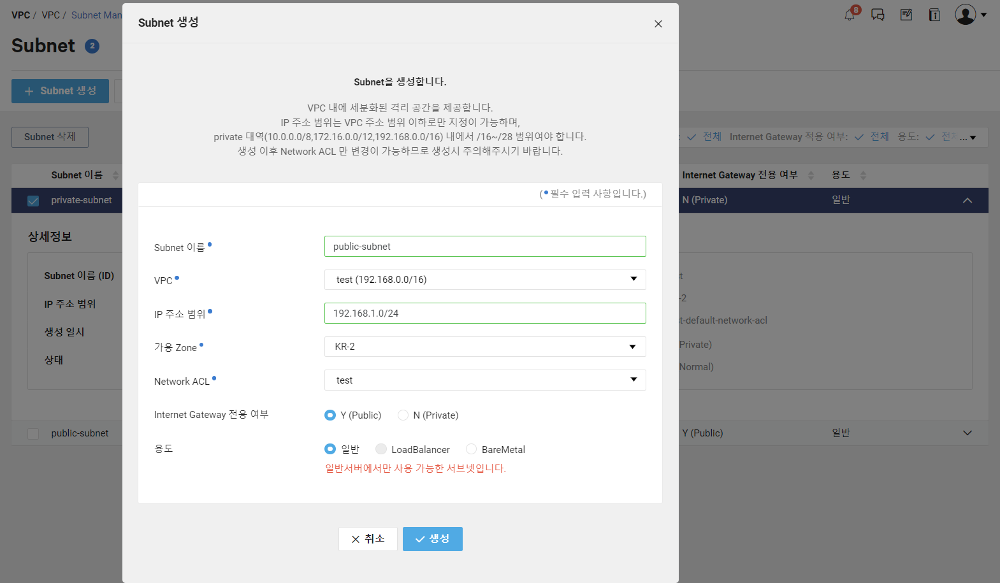 VPC / VPC / Subnet Man
8
Subnet 2
+ Subnet 생성
Subnet 삭제
: 전체 Internet Gateway 적용 여부: 전체 용도: 전체 ...
Subnet 이름
Internet Gateway 전용 여부 용도
private-subnet
N (Private) 일반
상세정보
Subnet 이름 (ID)
IP 주소 범위
생성 일시
상태
st
-2
st-default-network-acl
Private)
Normal)
public-subnet
Y (Public) 일반
Subnet 생성
Subnet을 생성합니다.
VPC 내에 세분화된 격리 공간을 제공합니다.
IP 주소 범위는 VPC 주소 범위 이하로만 지정이 가능하며,
private 대역(10.0.0.0/8,172.16.0.0/12,192.168.0.0/16) 내에서 /16~/28 범위여야 합니다.
생성 이후 Network ACL 만 변경이 가능하므로 생성시 주의해주시기 바랍니다.
(• 필수 입력 사항입니다.)
Subnet 이름• public-subnet
VPC• test (192.168.0.0/16)
IP 주소 범위• 192.168.1.0/24
가용 Zone• KR-2
Network ACL• test
Internet Gateway 전용 여부 Y (Public) N (Private)
용도 일반 LoadBalancer BareMetal
일반서버에서만 사용 가능한 서브넷입니다.
취소 생성